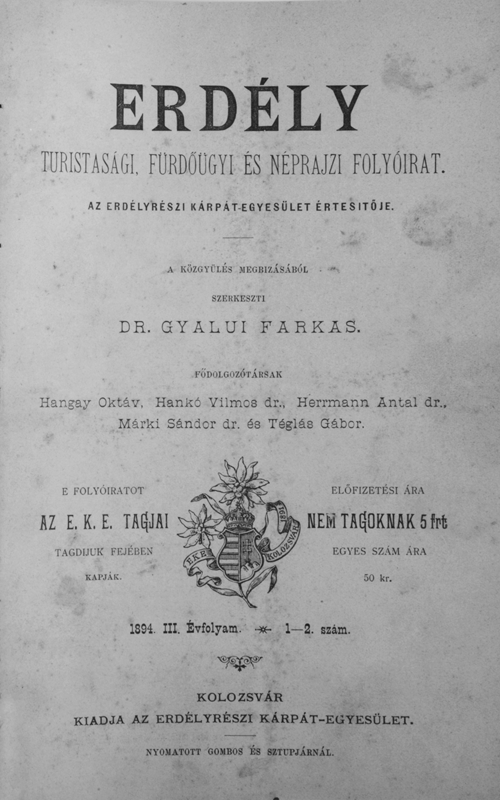 ERDÉLY
TURISTASÁGI, FÜRDŐÜGYI ÉS NÉPRAJZI FOLYÓIRAT.
AZ ERDÉLYRÉSZI KÁRPÁT-EGYESÜLET ÉRTESITŐJE.
A KÖZGYÜLÉS MEGBIZÁSÁBÓL
SZERKESZTI
DR. GYALUI FARKAS.
FŐDOLGOZÓTÁRSAK
Hangay Oktáv, Hankó Vilmos dr., Herrmann Antal dr.,
Márki Sándor dr. és Téglás Gábor.
E FOLYÓIRATOT
AZ E. K. E. TAGJAI
TAGDIJUK FEJÉBEN
KAPJÁK.
EKE
KOLOZSVÁR
1891
ELŐFIZETÉSI ÁRA
NEM TAGOKNAK 5 frt
EGYES SZÁM ÁRA
50 kr.
1894. III. Évfolyam. 1—2. szám.
KOLOZSVÁR
KIADJA AZ ERDÉLYRÉSZI KÁRPÁT-EGYESÜLET.
NYOMATOTT GOMBOS ÉS SZTUPJÁRNÁL.